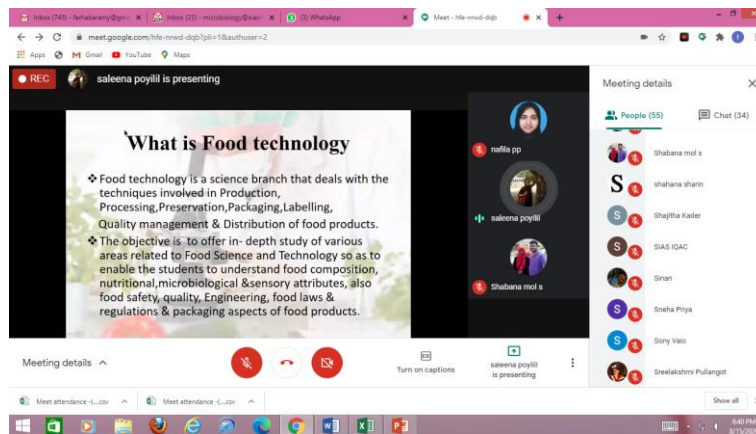 Inbox (745) - farhabaramy@gm
Inbox (20) - microbiology@sias
(3) WhatsApp
Meet - hfe-nrwd-dqb
meet.google.com/hfe-nrwd-dqb?pli=1&authuser=2
Apps
Gmail
YouTube
Maps
REC
saleena poyilil is presenting
What is Food technology
❖ Food technology is a science branch that deals with the
techniques involved in Production,
Processing,Preservation,Packaging,Labelling,
Quality management & Distribution of food products.
❖ The objective is to offer in- depth study of various
areas related to Food Science and Technology so as to
enable the students to understand food composition,
nutritional,microbiological &sensory attributes, also
food safety, quality, Engineering, food laws &
regulations & packaging aspects of food products.
nafila pp
saleena poyilil
Shabana mol s
Meeting details
People (55)
Chat (34)
Shabana mol s
S
shahana sharin
S
Shajitha Kader
S
SIAS IQAC
Sinan
S
Sneha Priya
S
Sony Vaio
Sreelakshmi Pullangot
Meeting details
Turn on captions
saleena poyilil
is presenting
Meet attendance -(....csv
Meet attendance -(....csv
Show all
8:40 PM